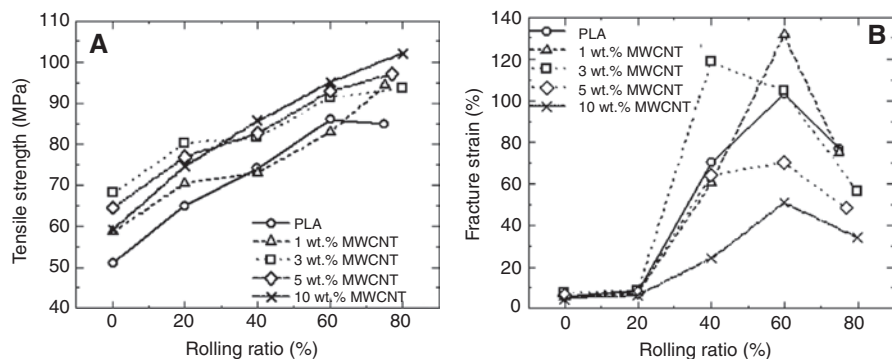 A
Tensile strength (MPa)
110
100
90
80
70
60
50
40
0 20 40 60 80
Rolling ratio (%)
PLA
1 wt.% MWCNT
3 wt.% MWCNT
5 wt.% MWCNT
10 wt.% MWCNT
B
Fracture strain (%)
140
120
100
80
60
40
20
0
0 20 40 60 80
Rolling ratio (%)
PLA
1 wt.% MWCNT
3 wt.% MWCNT
5 wt.% MWCNT
10 wt.% MWCNT